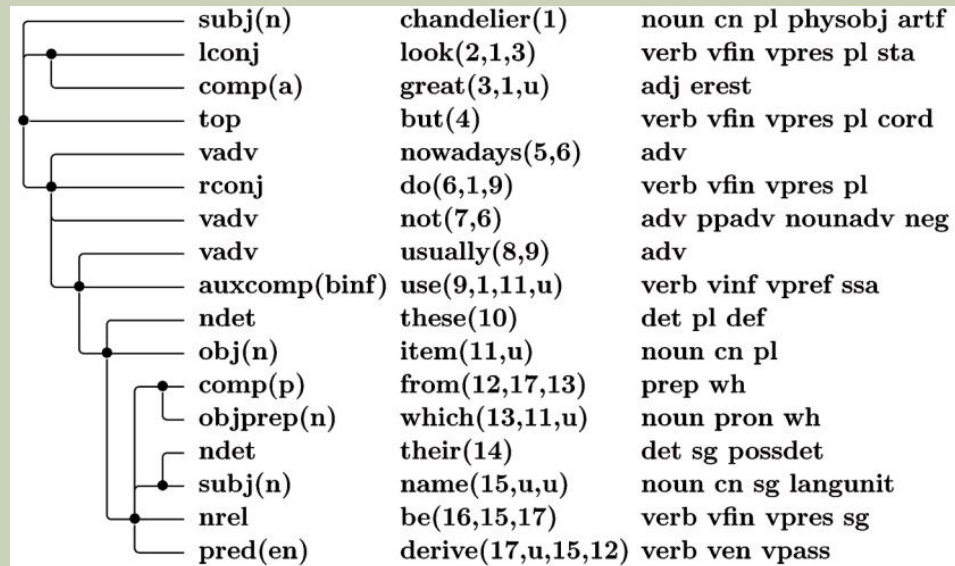 subj(n) chandelier(1) noun cn pl physobj artf
lconj look(2,1,3) verb vfin vpres pl sta
comp(a) great(3,1,u) adj erest
top but(4) verb vfin vpres pl cord
vadv nowadays(5,6) adv
rconj do(6,1,9) verb vfin vpres pl
vadv not(7,6) adv ppadv nounadv neg
vadv usually(8,9) adv
auxcomp(binf) use(9,1,11,u) verb vinf vpref ssa
ndet these(10) det pl def
obj(n) item(11,u) noun cn pl
comp(p) from(12,17,13) prep wh
objprep(n) which(13,11,u) noun pron wh
ndet their(14) det sg possdet
subj(n) name(15,u,u) noun cn sg langunit
nrel be(16,15,17) verb vfin vpres sg
pred(en) derive(17,u,15,12) verb ven vpass